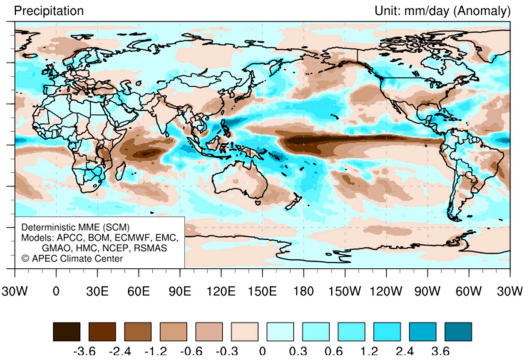 Precipitation Unit: mm/day (Anomaly)
Deterministic MME (SCM)
Models: APCC, BOM, ECMWF, EMC,
GMAO, HMC, NCEP, RSMAS
© APEC Climate Center
30W 0 30E 60E 90E 120E 150E 180 150W 120W 90W 60W 30W
-3.6 -2.4 -1.2 -0.6 -0.3 0 0.3 0.6 1.2 2.4 3.6